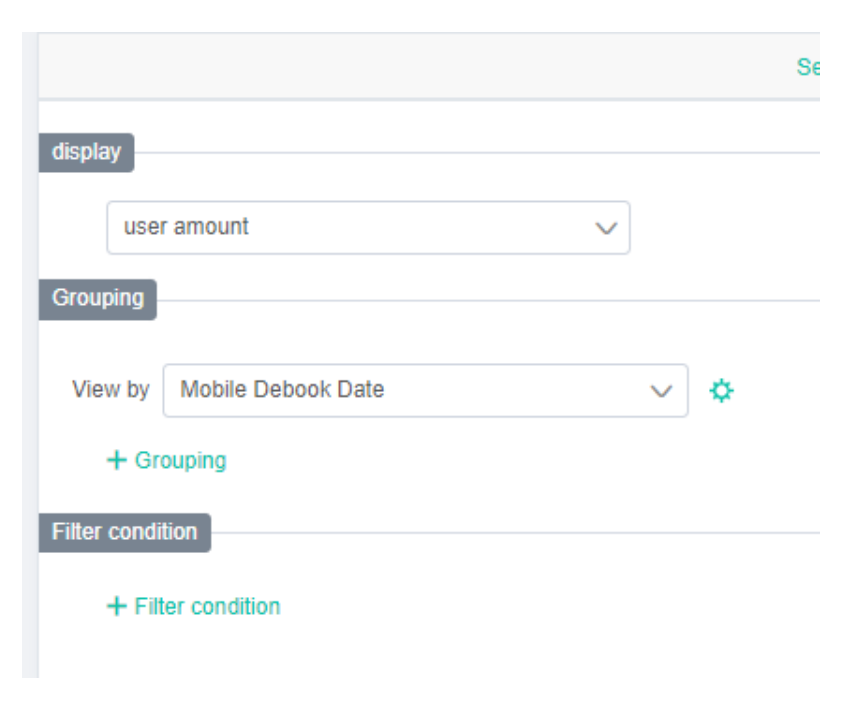 Se
display
user amount
Grouping
View by Mobile Debook Date
+ Grouping
Filter condition
+ Filter condition